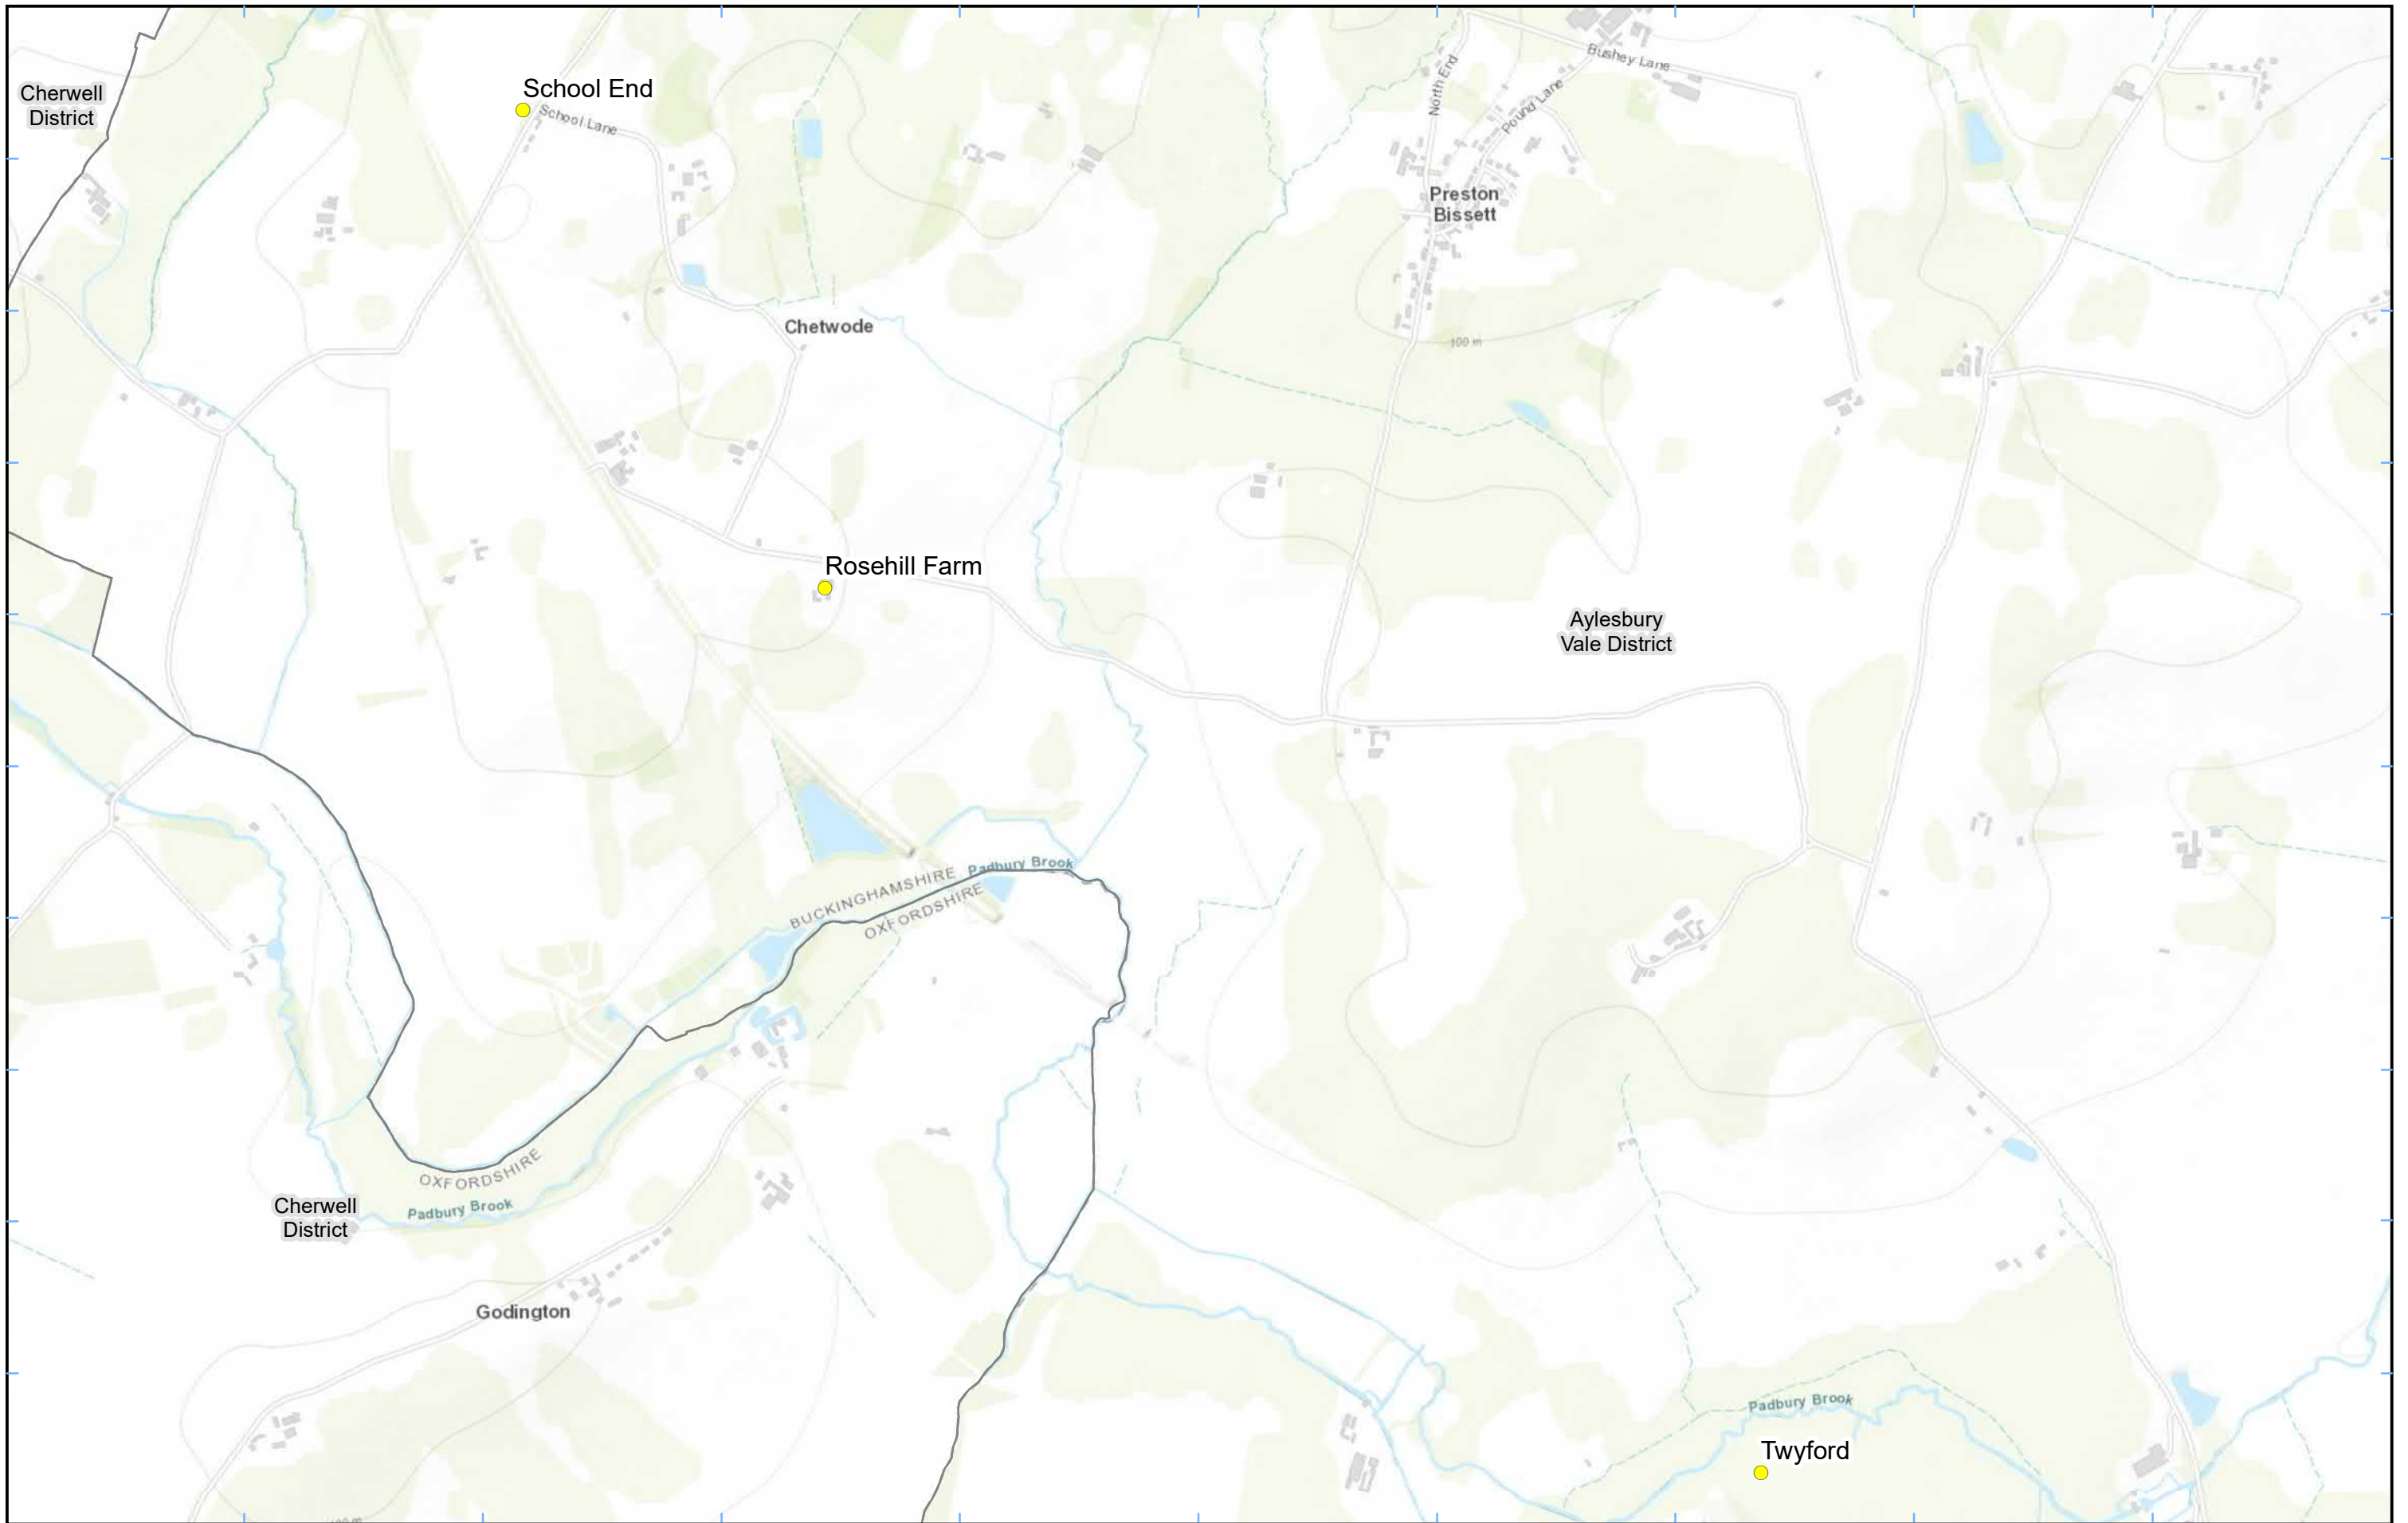 Bushey Lane
North End
School End
Cherwell
District
Pound Lane
School Lane
Preston
Bissett
Chetwode
100 m
Rosehill Farm
Aylesbury
Vale District
Padbury Brook
BUCKINGHAMSHIRE
OXFORDSHIRE
OXFORDSHIRE
Cherwell
District
Padbury Brook
Godington
Padbury Brook
Twyford